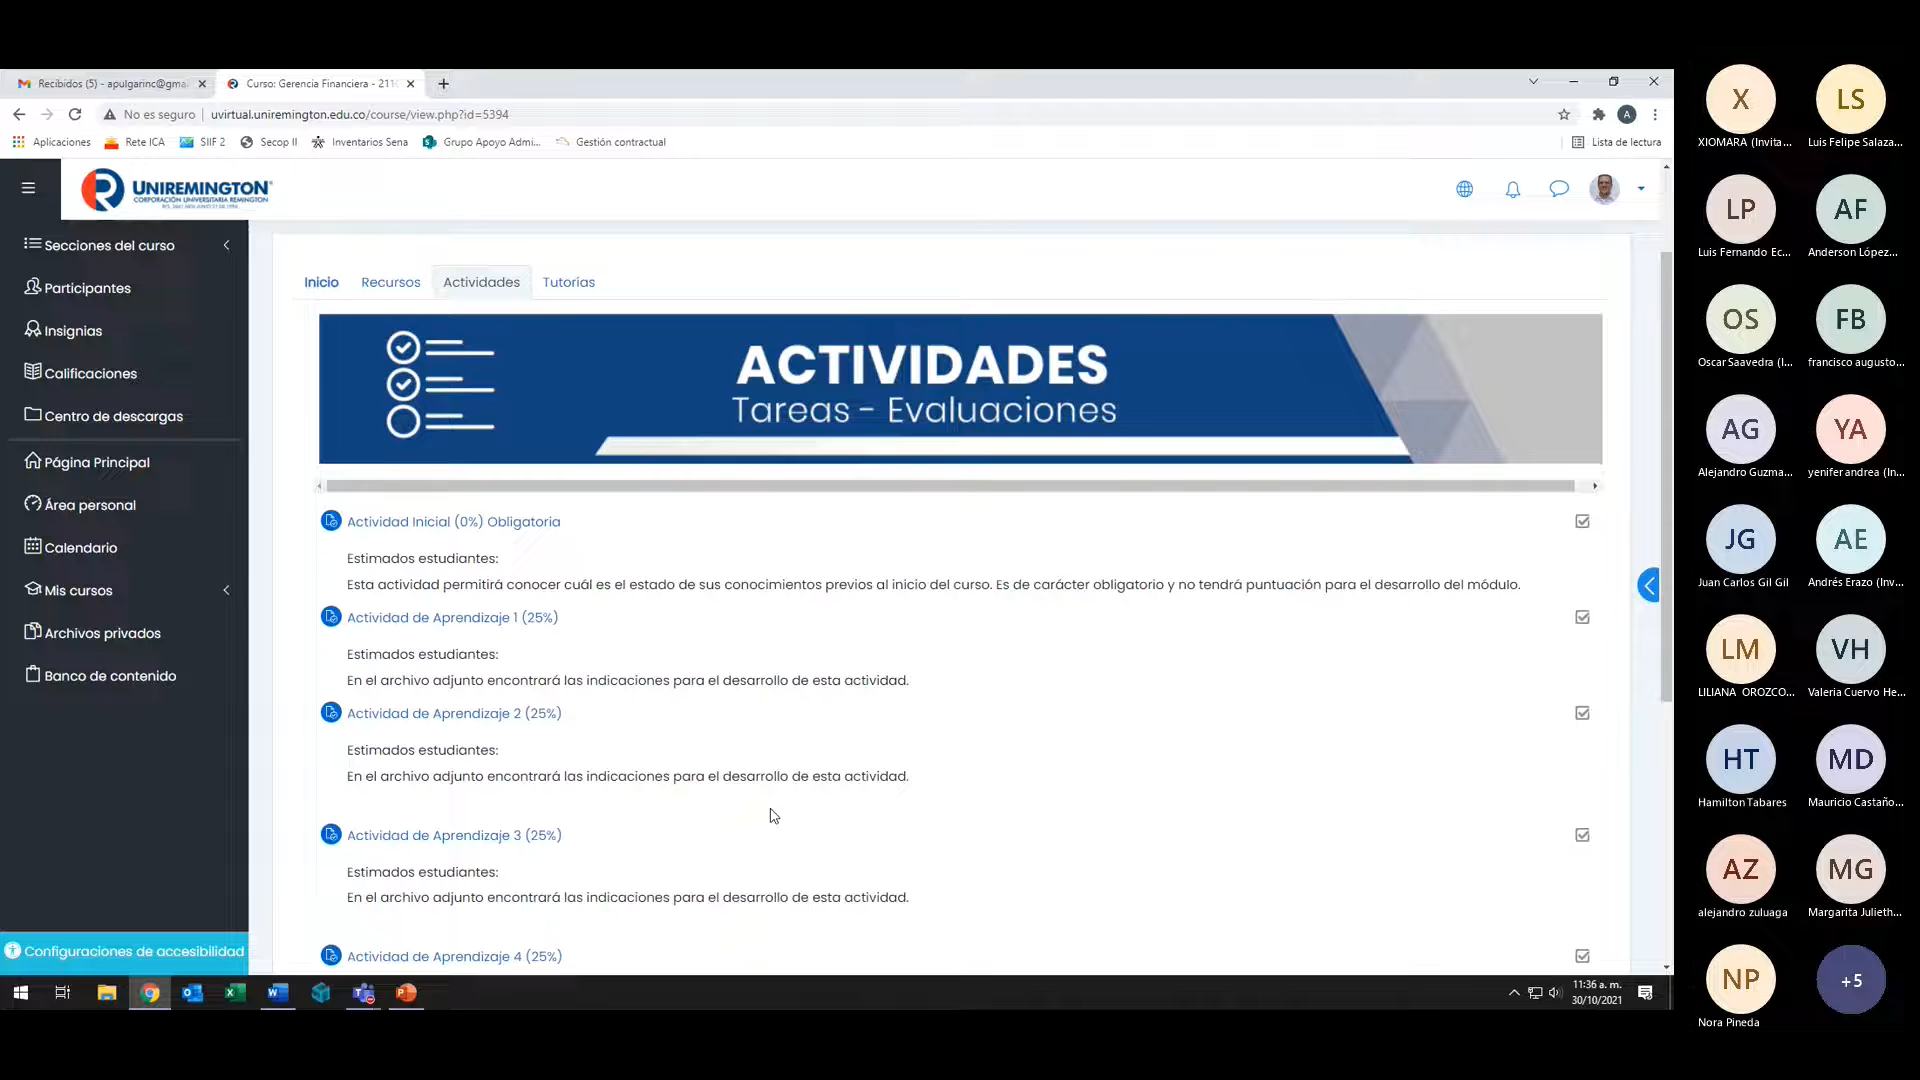 Recibidos (5) - apulgarinc@gma
Curso: Gerencia Financiera - 211
No es seguro
uvirtual.uniremington.edu.co/course/view.php?id=5394
A
Aplicaciones
Rete ICA
SIIF 2
Secop II
Inventarios Sena
Grupo Apoyo Admi...
Gestión contractual
Lista de lectura
UNIREMINGTON
CORPORACIÓN UNIVERSITARIA REMINGTON
Secciones del curso
Participantes
Insignias
Calificaciones
Centro de descargas
Página Principal
Área personal
Calendario
Mis cursos
Archivos privados
Banco de contenido
Configuraciones de accesibilidad
Inicio
Recursos
Actividades
Tutorías
ACTIVIDADES
Tareas - Evaluaciones
Actividad Inicial (0%) Obligatoria
Estimados estudiantes:
Esta actividad permitirá conocer cuál es el estado de sus conocimientos previos al inicio del curso. Es de carácter obligatorio y no tendrá puntuación para el desarrollo del módulo.
Actividad de Aprendizaje 1 (25%)
Estimados estudiantes:
En el archivo adjunto encontrará las indicaciones para el desarrollo de esta actividad.
Actividad de Aprendizaje 2 (25%)
Estimados estudiantes:
En el archivo adjunto encontrará las indicaciones para el desarrollo de esta actividad.
Actividad de Aprendizaje 3 (25%)
Estimados estudiantes:
En el archivo adjunto encontrará las indicaciones para el desarrollo de esta actividad.
Actividad de Aprendizaje 4 (25%)
11:36 a. m.
30/10/2021
X
XIOMARA (Invita...
LS
Luis Felipe Salaza...
LP
Luis Fernando Ec...
AF
Anderson López...
OS
Oscar Saavedra (I...
FB
francisco augusto...
AG
Alejandro Guzma...
YA
yenifer andrea (In...
JG
Juan Carlos Gil Gil
AE
Andrés Erazo (Inv...
LM
LILIANA OROZCO...
VH
Valeria Cuervo He...
HT
Hamilton Tabares
MD
Mauricio Castaño...
AZ
alejandro zuluaga
MG
Margarita Julieth...
NP
Nora Pineda
+5